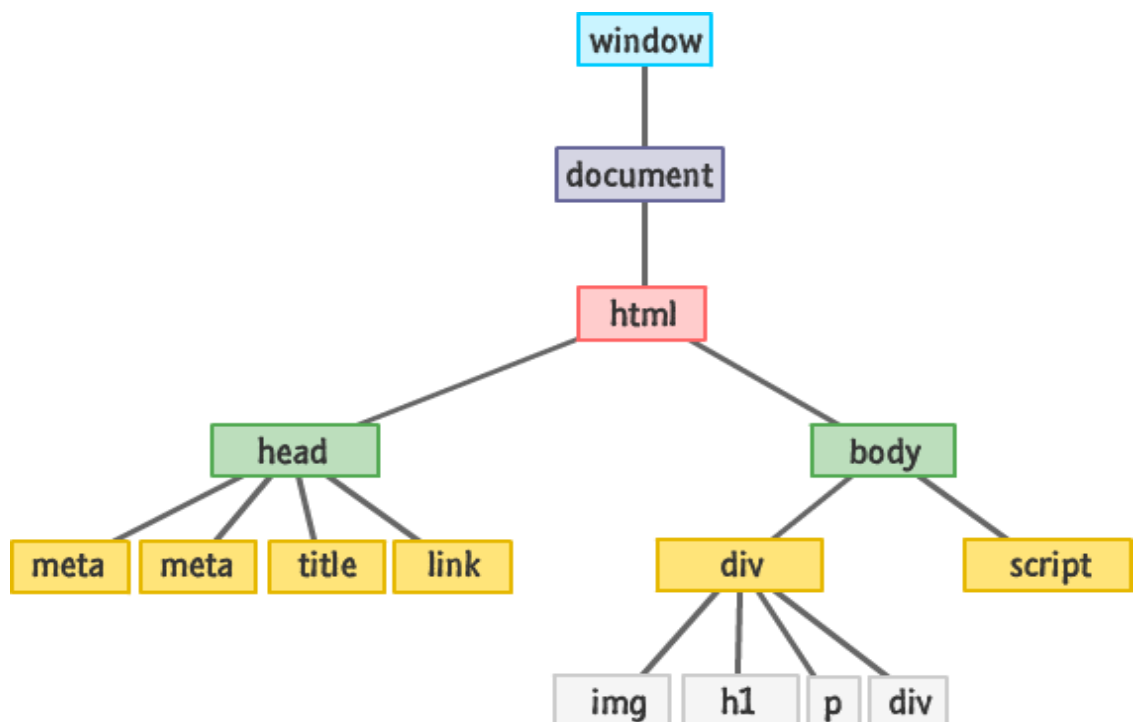 window
document
html
head body
meta meta title link div script
img h1 p div